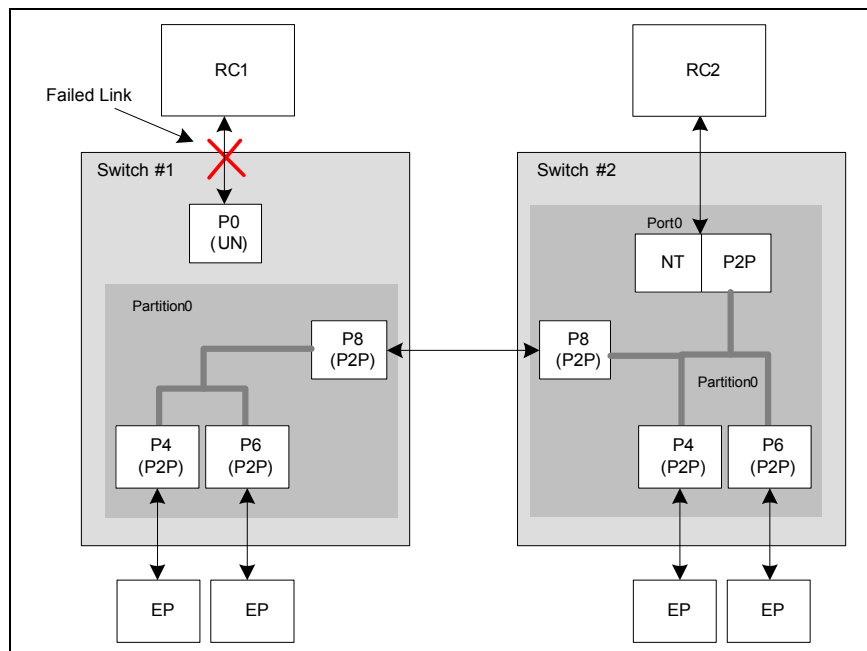 RC1
RC2
Failed Link
Switch #1
Switch #2
P0
(UN)
Port0
NT
P2P
Partition0
P8
(P2P)
P8
(P2P)
Partition0
P4
(P2P)
P6
(P2P)
P4
(P2P)
P6
(P2P)
EP
EP
EP
EP